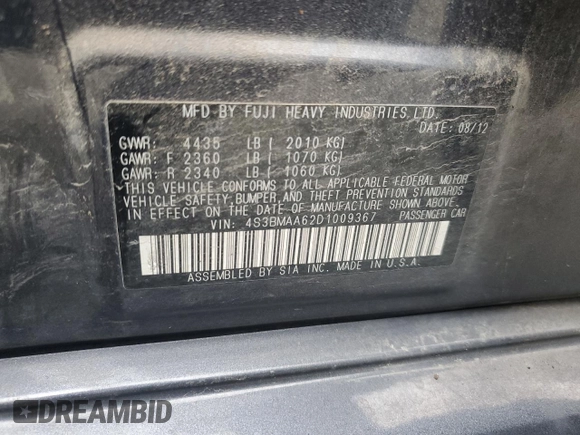 MFD BY FUJI HEAVY INDUSTRIES.LTD.
DATE: 08/12
GVWR: 4435 LB ( 2010 KG)
GAWR: F 2360 LB ( 1070 KG)
GAWR: R 2340 LB ( 1060 KG)
THIS VEHICLE CONFORMS TO ALL APPLICABLE FEDERAL MOTOR
VEHICLE SAFETY,BUMPER,AND THEFT PREVENTION STANDARDS
IN EFFECT ON THE DATE OF MANUFACTURE SHOWN ABOVE.
VIN: 4S3BMAA62D1009367 PASSENGER CAR
ASSEMBLED BY SIA INC. MADE IN U.S.A.
DREAMBID